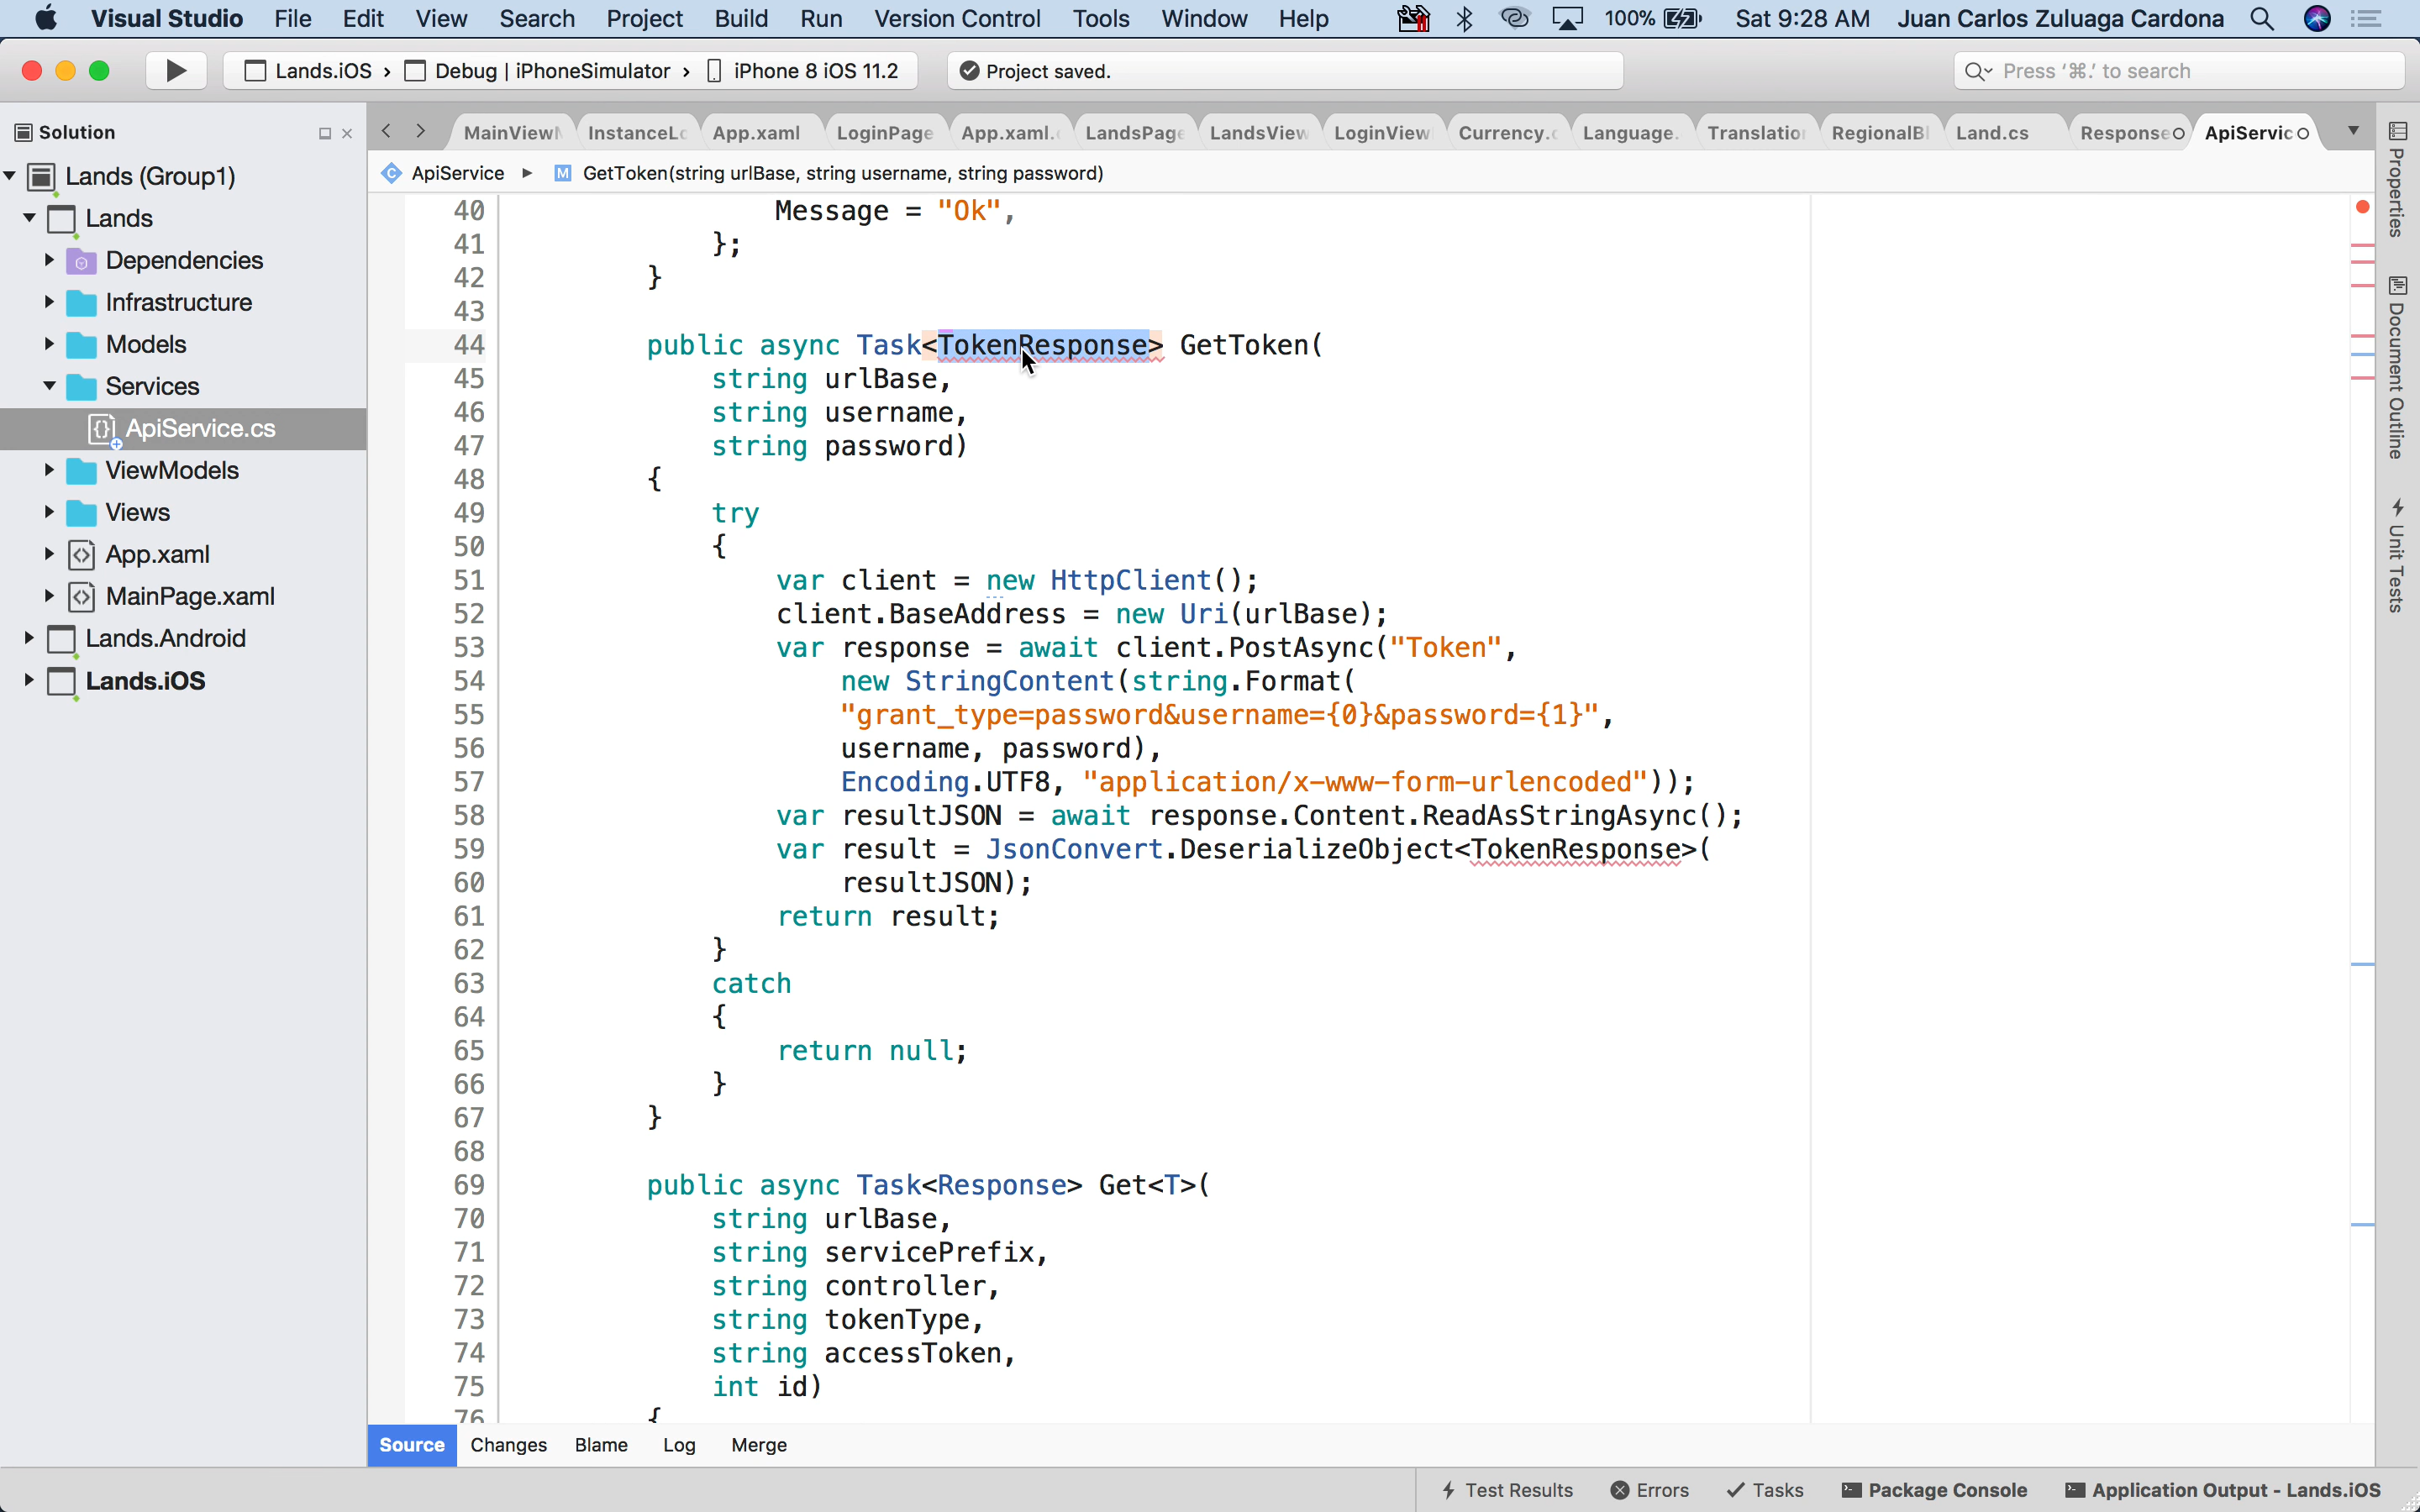 Visual Studio File Edit View Search Project Build Run Version Control Tools Window Help 100% Sat 9:28 AM Juan Carlos Zuluaga Cardona
Lands.iOS › Debug | iPhoneSimulator › iPhone 8 iOS 11.2
Project saved.
Press ‘⌘.’ to search
Solution
Lands (Group1)
Lands
Dependencies
Infrastructure
Models
Services
ApiService.cs
ViewModels
Views
App.xaml
MainPage.xaml
Lands.Android
Lands.iOS
MainViewM InstanceLo App.xaml LoginPage App.xaml.c LandsPage LandsView LoginView Currency.c Language. Translation RegionalBl Land.cs Response ApiServic
ApiService ▸ M GetToken(string urlBase, string username, string password)
40 Message = "Ok",
41 };
42 }
43
44 public async Task<TokenResponse> GetToken(
45 string urlBase,
46 string username,
47 string password)
48 {
49 try
50 {
51 var client = new HttpClient();
52 client.BaseAddress = new Uri(urlBase);
53 var response = await client.PostAsync("Token",
54 new StringContent(string.Format(
55 "grant_type=password&username={0}&password={1}",
56 username, password),
57 Encoding.UTF8, "application/x-www-form-urlencoded"));
58 var resultJSON = await response.Content.ReadAsStringAsync();
59 var result = JsonConvert.DeserializeObject<TokenResponse>(
60 resultJSON);
61 return result;
62 }
63 catch
64 {
65 return null;
66 }
67 }
68
69 public async Task<Response> Get<T>(
70 string urlBase,
71 string servicePrefix,
72 string controller,
73 string tokenType,
74 string accessToken,
75 int id)
76 {
Source Changes Blame Log Merge
Properties
Document Outline
Unit Tests
Test Results Errors Tasks Package Console Application Output - Lands.iOS